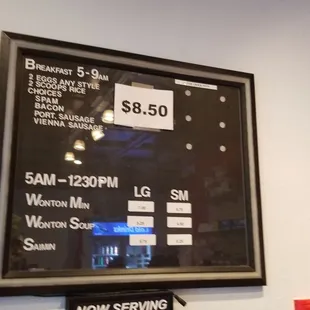 BREAKFAST 5-9AM
2 EGGS ANY STYLE
2 SCOOPS RICE
CHOICES
SPAM
BACON
PORT. SAUSAGE
VIENNA SAUSAGE
$8.50
5AM-1230PM
LG SM
WONTON MIN
WONTON SOUP
SAIMIN
NOW SERVING